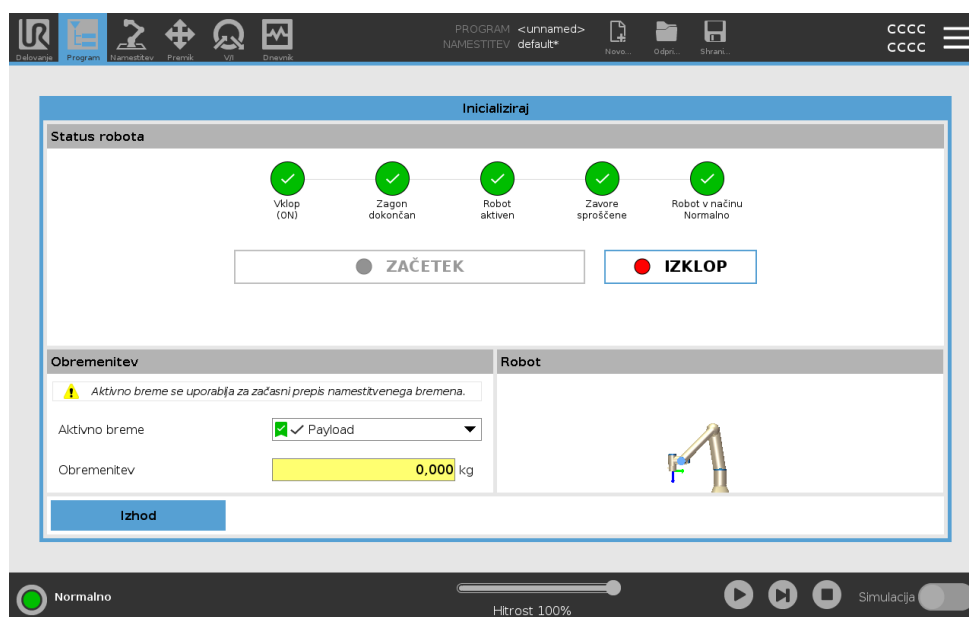 PROGRAM <unnamed>
NAMESTITEV default*
CCCC
CCCC
Delovanje Program Namestitev Premik V/I Dnevnik Novo... Odpri... Shrani...
Inicializiraj
Status robota
Vklop
(ON)
Zagon
dokončan
Robot
aktiven
Zavore
sproščene
Robot v načinu
Normalno
ZAČETEK
IZKLOP
Obremenitev
Robot
Aktivno breme se uporablja za začasni prepis namestitvenega bremena.
Aktivno breme
Payload
Obremenitev
0,000 kg
Izhod
Normalno
Hitrost 100%
Simulacija